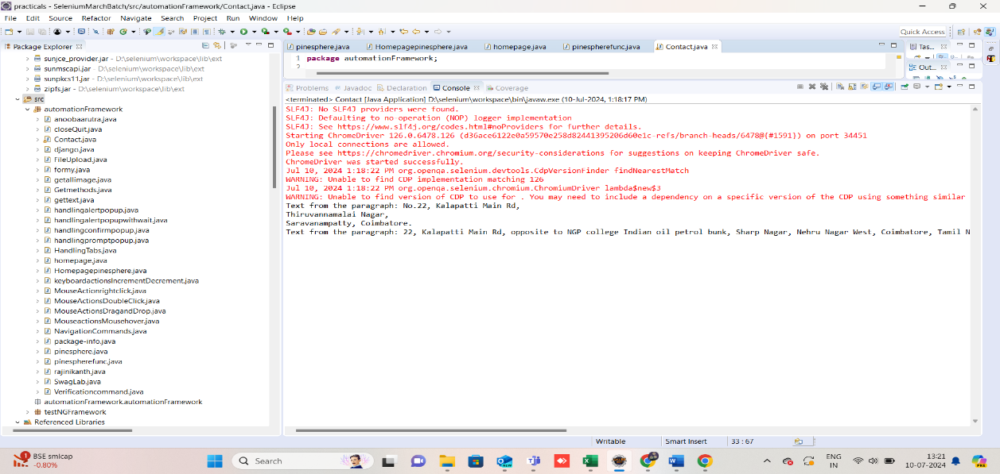 practicals - SeleniumMarchBatch/src/automationFramework/Contact.java - Eclipse
File Edit Source Refactor Navigate Search Project Run Window Help
Quick Access
Package Explorer
pinesphere.java Homepagepinesphere.java homepage.java pinespherefunc.java Contact.java
Tas...
Out...
1 package automationFramework;
2
sunjce_provider.jar - D:\selenium\workspace\lib\ext
sunmscapi.jar - D:\selenium\workspace\lib\ext
sunpkcs11.jar - D:\selenium\workspace\lib\ext
zipfs.jar - D:\selenium\workspace\lib\ext
src
automationFramework
anoobaarutra.java
closeQuit.java
Contact.java
django.java
FileUpload.java
formy.java
getallimage.java
Getmethods.java
gettext.java
handlingalertpopup.java
handlingalertpopupwithwait.java
handlingconfirmpopup.java
handlingpromptpopup.java
HandlingTabs.java
homepage.java
Homepagepinesphere.java
keyboardactionsIncrementDecrement.java
MouseActionrightclick.java
MouseActionsDoubleClick.java
MouseActionsDragandDrop.java
MouseactionsMousehover.java
NavigationCommands.java
package-info.java
pinesphere.java
pinespherefunc.java
rajinikanth.java
SwagLab.java
Verificationcommand.java
automationFramework.automationFramework
testNGFramework
Referenced Libraries
Problems Javadoc Declaration Console Coverage
<terminated> Contact [Java Application] D:\selenium\workspace\bin\javaw.exe (10-Jul-2024, 1:18:17 PM)
SLF4J: No SLF4J providers were found.
SLF4J: Defaulting to no-operation (NOP) logger implementation
SLF4J: See https://www.slf4j.org/codes.html#noProviders for further details.
Starting ChromeDriver 126.0.6478.126 (d36ace6122e0a59570e258d82441395206d60e1c-refs/branch-heads/6478@{#1591}) on port 34451
Only local connections are allowed.
Please see https://chromedriver.chromium.org/security-considerations for suggestions on keeping ChromeDriver safe.
ChromeDriver was started successfully.
Jul 10, 2024 1:18:22 PM org.openqa.selenium.devtools.CdpVersionFinder findNearestMatch
WARNING: Unable to find CDP implementation matching 126
Jul 10, 2024 1:18:22 PM org.openqa.selenium.chromium.ChromiumDriver lambda$new$3
WARNING: Unable to find version of CDP to use for . You may need to include a dependency on a specific version of the CDP using something similar
Text from the paragraph: No.22, Kalapatti Main Rd,
Thiruvannamalai Nagar,
Saravanampatty, Coimbatore.
Text from the paragraph: 22, Kalapatti Main Rd, opposite to NGP college Indian oil petrol bunk, Sharp Nagar, Nehru Nagar West, Coimbatore, Tamil N
Writable Smart Insert 33 : 67
1 BSE smlcap
-0.80%
Search
ENG
IN
13:21
10-07-2024